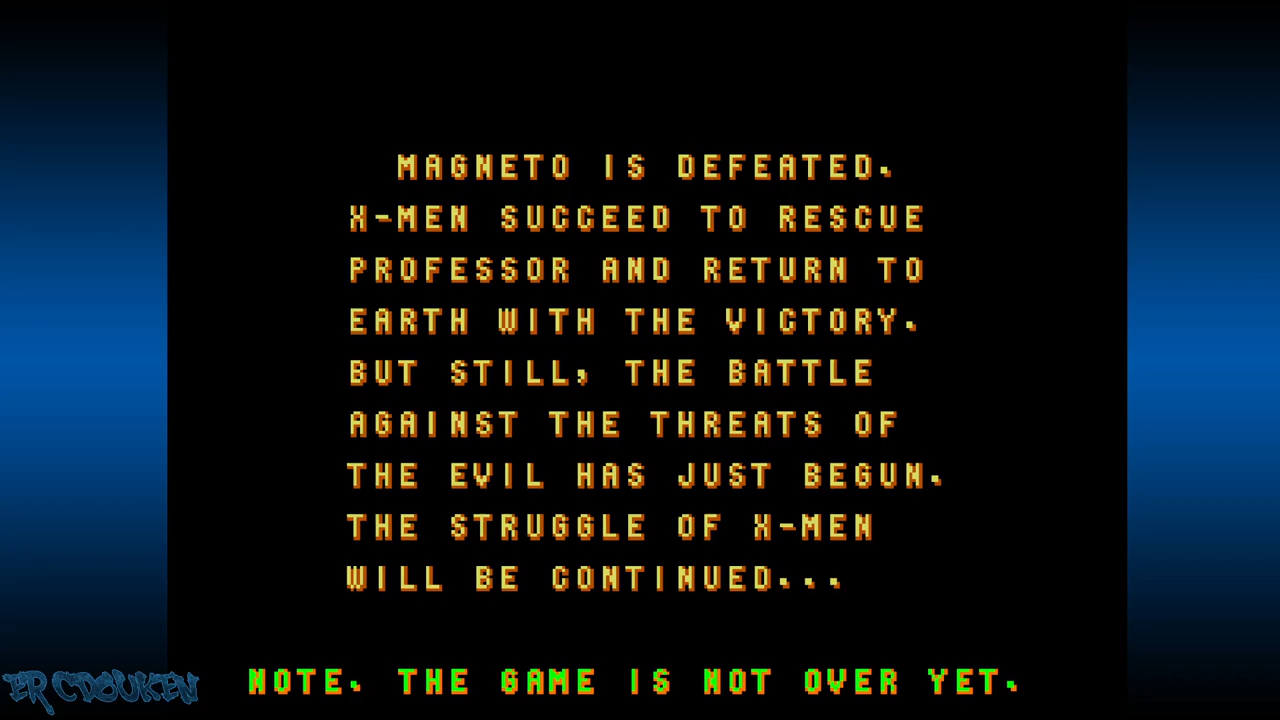 MAGNETO IS DEFEATED.
X-MEN SUCCEED TO RESCUE
PROFESSOR AND RETURN TO
EARTH WITH THE VICTORY.
BUT STILL, THE BATTLE
AGAINST THE THREATS OF
THE EVIL HAS JUST BEGUN.
THE STRUGGLE OF X-MEN
WILL BE CONTINUED...
NOTE. THE GAME IS NOT OVER YET.
ER CDOUKEN